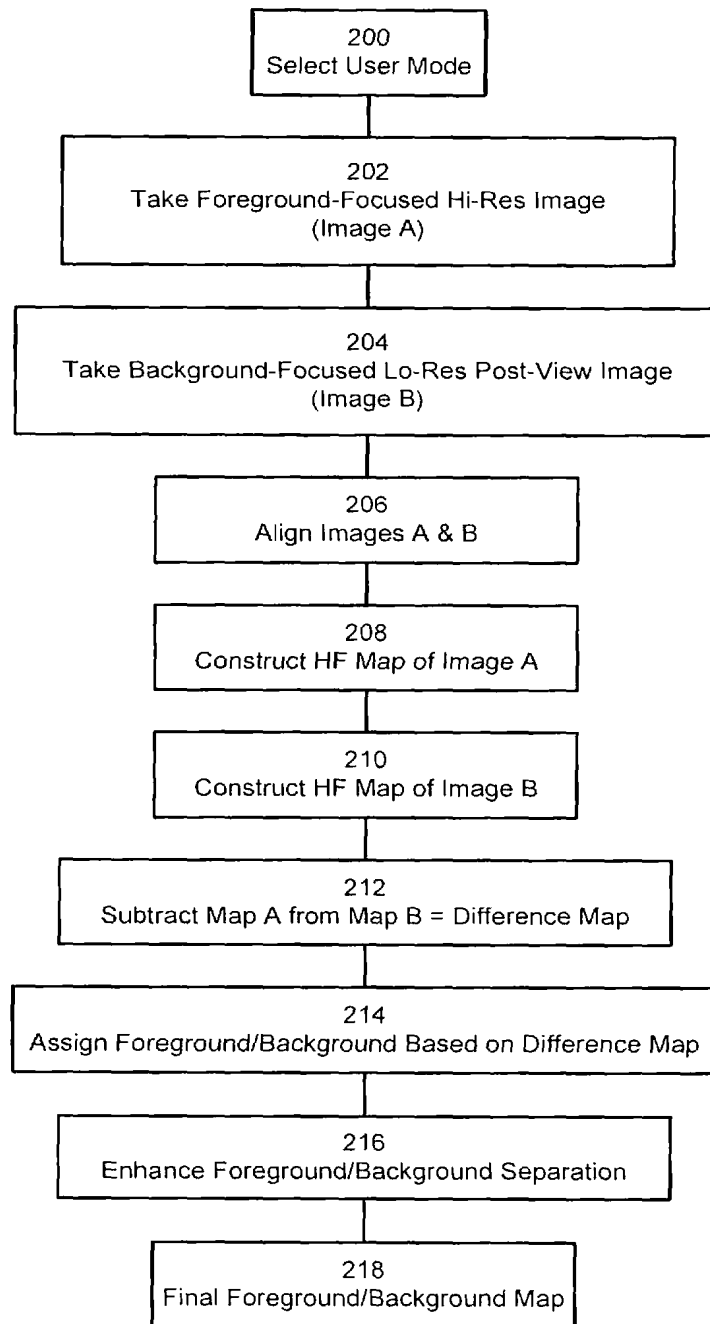 200
Select User Mode
202
Take Foreground-Focused Hi-Res Image
(Image A)
204
Take Background-Focused Lo-Res Post-View Image
(Image B)
206
Align Images A & B
208
Construct HF Map of Image A
210
Construct HF Map of Image B
212
Subtract Map A from Map B = Difference Map
214
Assign Foreground/Background Based on Difference Map
216
Enhance Foreground/Background Separation
218
Final Foreground/Background Map